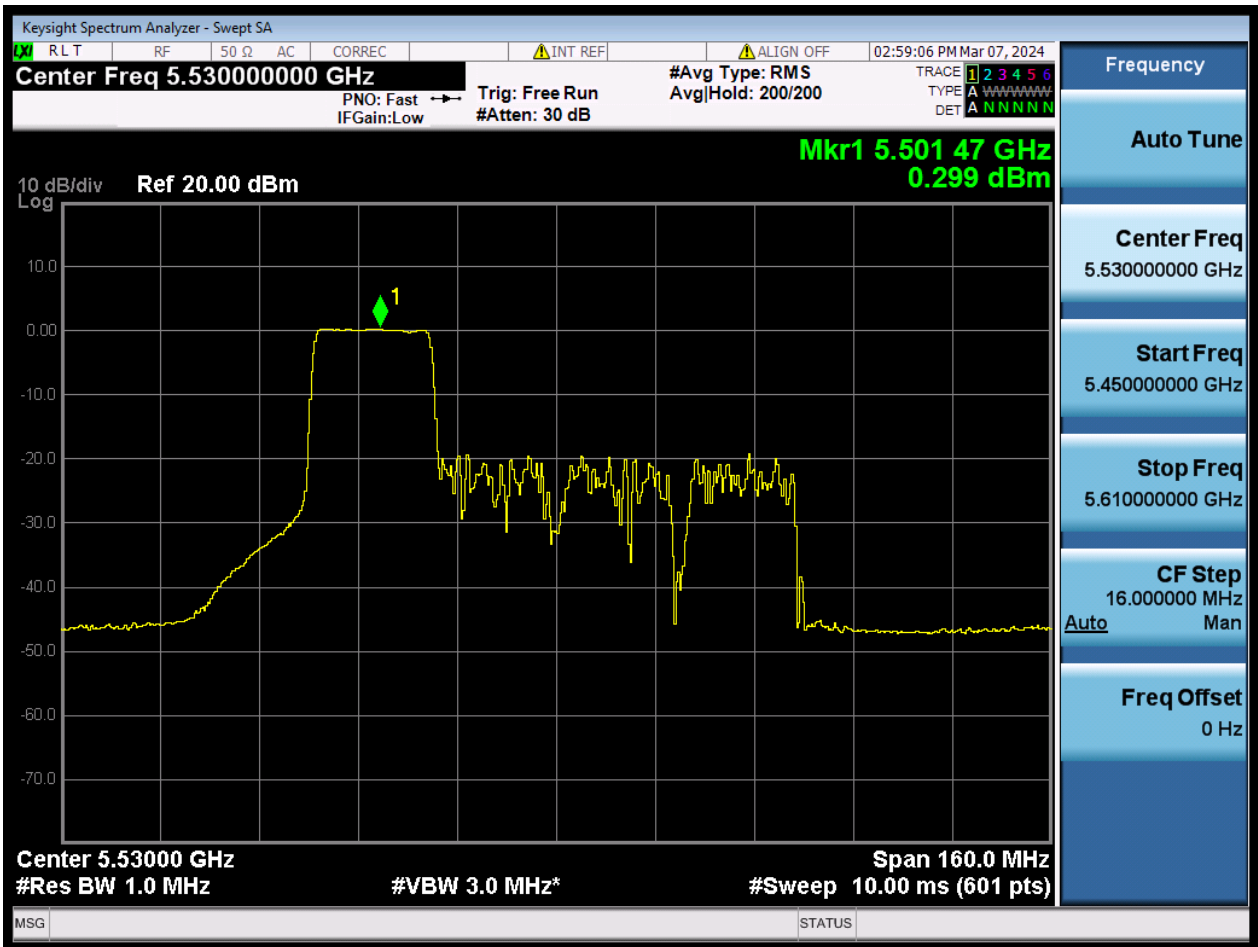 Keysight Spectrum Analyzer - Swept SA
LXI RLT RF 50 Ω AC CORREC INT REF ALIGN OFF 02:59:06 PM Mar 07, 2024
Center Freq 5.530000000 GHz
PNO: Fast
IFGain:Low
Trig: Free Run
#Atten: 30 dB
#Avg Type: RMS
Avg|Hold: 200/200
TRACE 1 2 3 4 5 6
TYPE A WWWWW
DET A N N N N N
Mkr1 5.501 47 GHz
0.299 dBm
10 dB/div Ref 20.00 dBm
Log
10.0
1
0.00
-10.0
-20.0
-30.0
-40.0
-50.0
-60.0
-70.0
Center 5.53000 GHz Span 160.0 MHz
#Res BW 1.0 MHz #VBW 3.0 MHz* #Sweep 10.00 ms (601 pts)
MSG STATUS
Frequency
Auto Tune
Center Freq
5.530000000 GHz
Start Freq
5.450000000 GHz
Stop Freq
5.610000000 GHz
CF Step
16.000000 MHz
Auto Man
Freq Offset
0 Hz